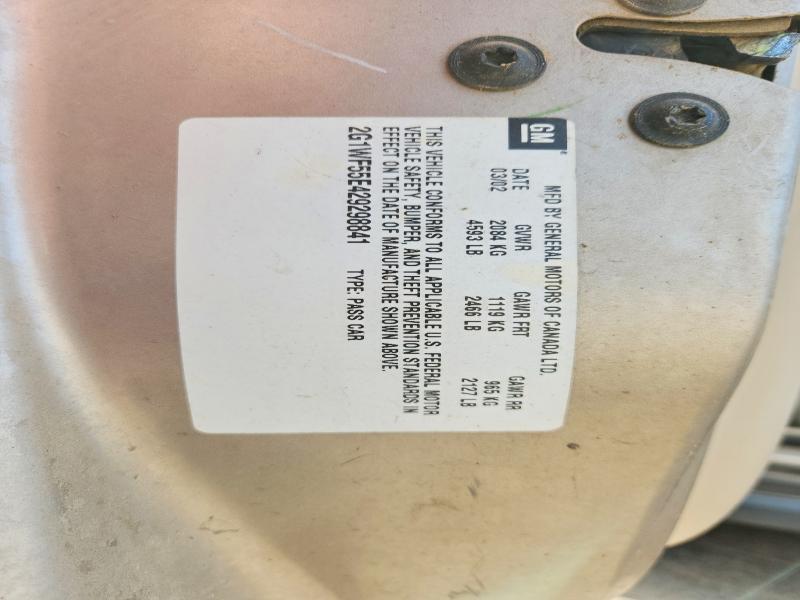 GM
MFD BY GENERAL MOTORS OF CANADA LTD.
DATE GVWR GAWR FRT GAWR RR
03/02 2084 KG 1119 KG 965 KG
4593 LB 2466 LB 2127 LB
THIS VEHICLE CONFORMS TO ALL APPLICABLE U.S. FEDERAL MOTOR
VEHICLE SAFETY, BUMPER, AND THEFT PREVENTION STANDARDS IN
EFFECT ON THE DATE OF MANUFACTURE SHOWN ABOVE.
2G1WF55E429298841 TYPE: PASS CAR